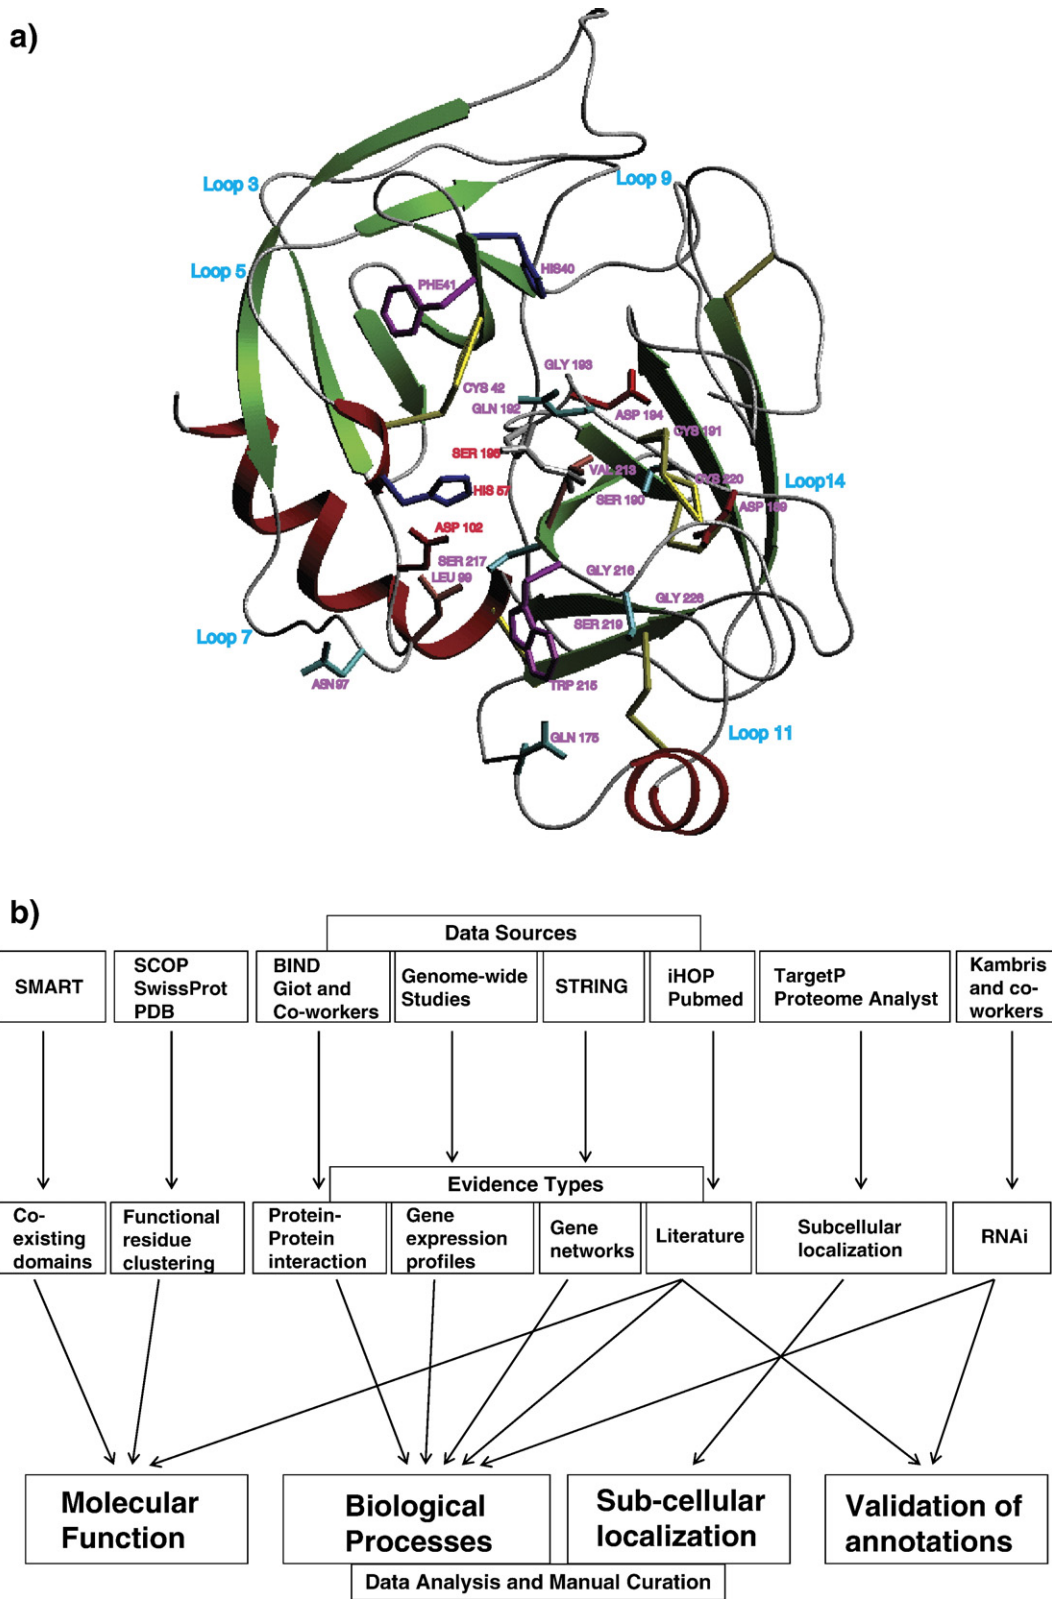 a)
Loop 3
Loop 9
Loop 5
HIS40
PHE41
GLY 193
CYS 42
GLN 192
ASP 194
CYS 191
SER 195
VAL 213
CYS 220
Loop14
HIS 57
SER 190
ASP 189
ASP 102
SER 217
GLY 216
LEU 99
GLY 226
SER 219
Loop 7
ASN 97
TRP 215
GLN 175
Loop 11
b)
Data Sources
SMART
SCOP
SwissProt
PDB
BIND
Giot and
Co-workers
Genome-wide
Studies
STRING
iHOP
Pubmed
TargetP
Proteome Analyst
Kambris
and co-
workers
Evidence Types
Co-
existing
domains
Functional
residue
clustering
Protein-
Protein
interaction
Gene
expression
profiles
Gene
networks
Literature
Subcellular
localization
RNAi
Molecular
Function
Biological
Processes
Sub-cellular
localization
Validation of
annotations
Data Analysis and Manual Curation